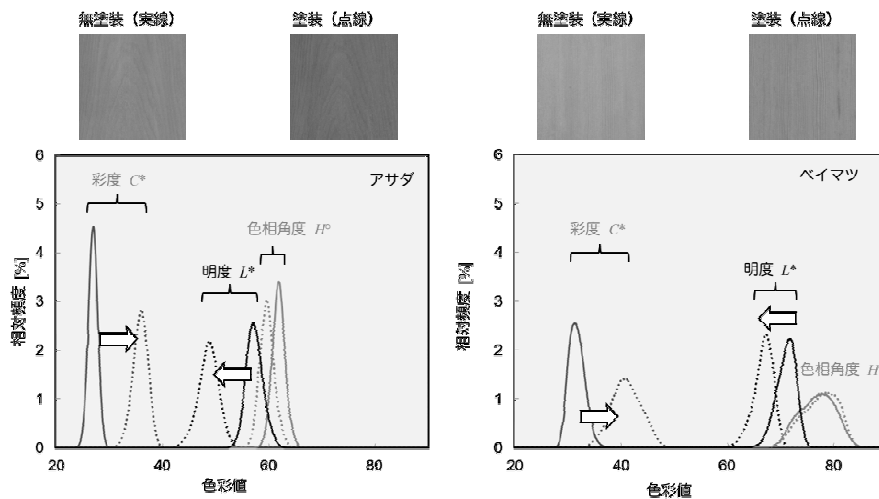 無塗装（実線）
塗装（点線）
アサダ
彩度 C*
色相角度 H°
明度 L*
相対頻度 [%]
6
5
4
3
2
1
0
20
40
60
80
色彩値
無塗装（実線）
塗装（点線）
ベイマツ
彩度 C*
明度 L*
色相角度 H
相対頻度 [%]
6
5
4
3
2
1
0
20
40
60
80
色彩値